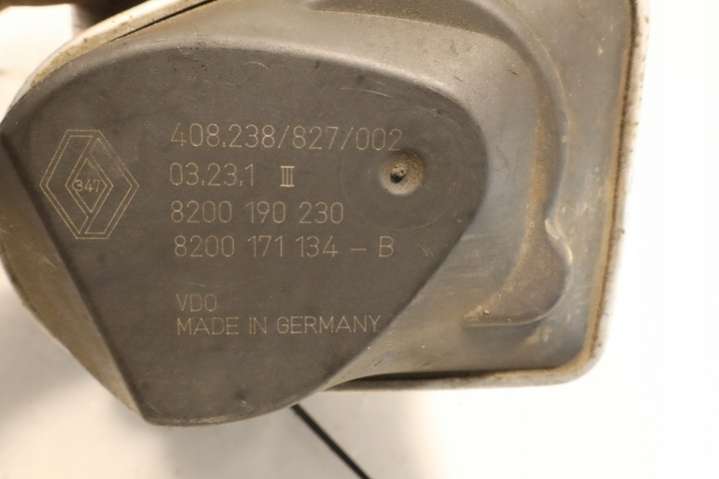 408.238/827/002
03.23.1 III
347
8200 190 230
8200 171 134 - B
VDO
MADE IN GERMANY